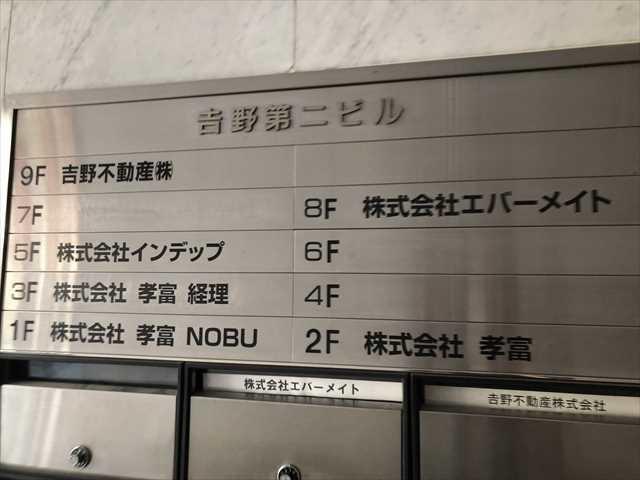 𠮷野第二ビル
9F 吉野不動産㈱
7F
8F 株式会社エバーメイト
5F 株式会社インデップ
6F
3F 株式会社 孝富 経理
4F
1F 株式会社 孝富 NOBU
2F 株式会社 孝富
株式会社エバーメイト
𠮷野不動産株式会社